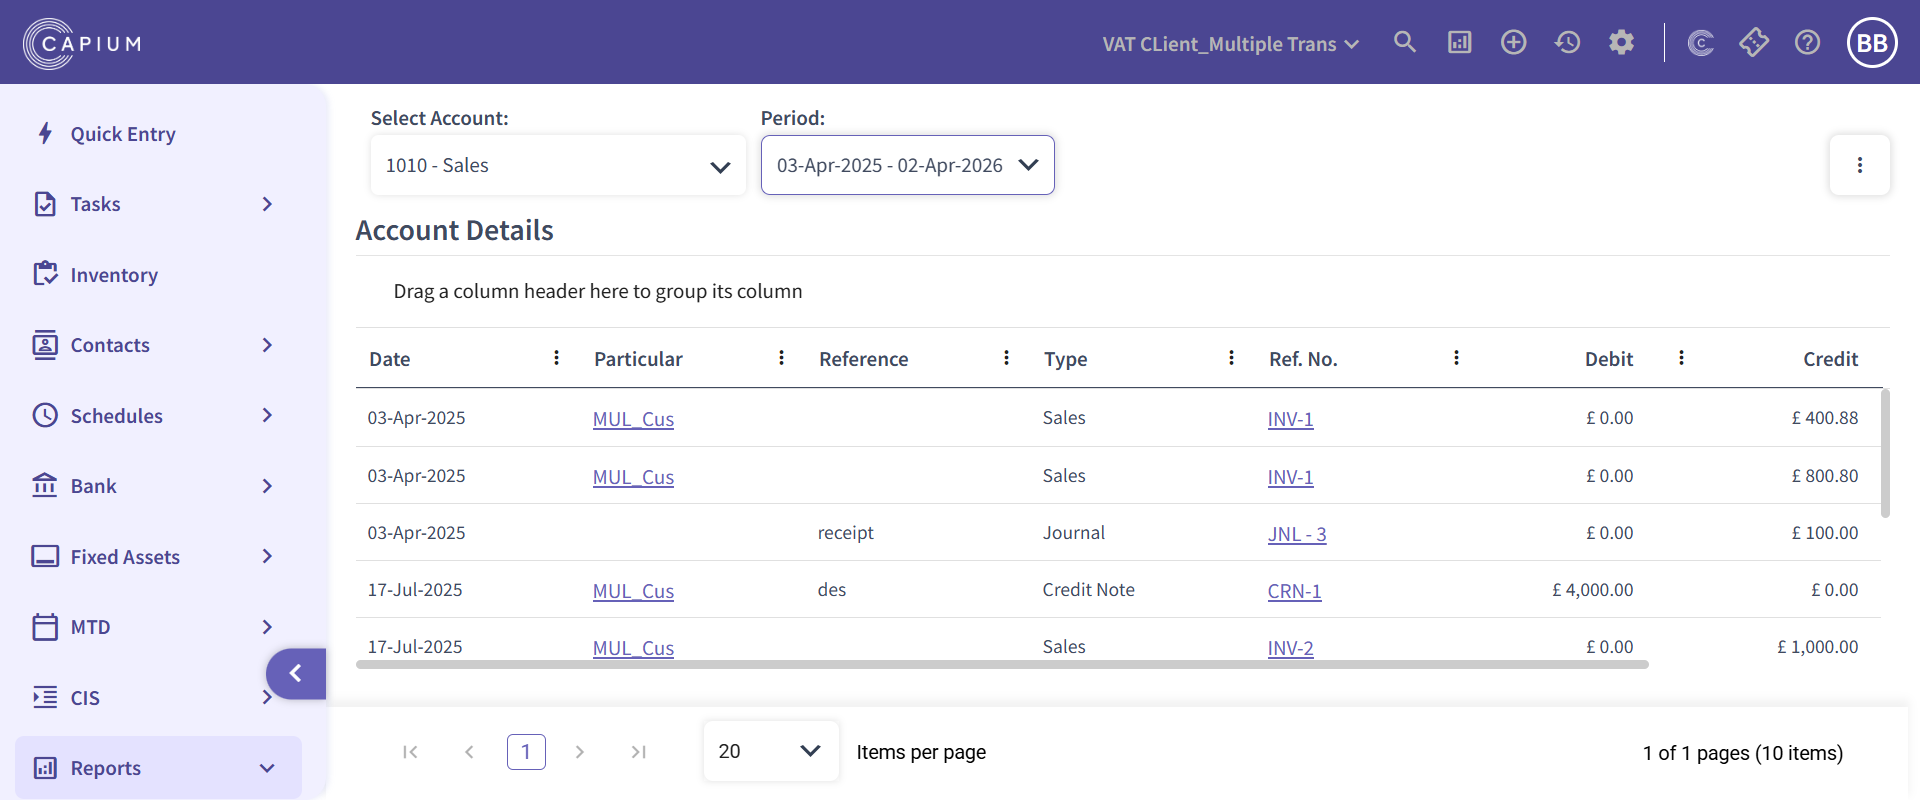 CAPIUM
VAT CLient_Multiple Trans
BB
Quick Entry
Tasks
Inventory
Contacts
Schedules
Bank
Fixed Assets
MTD
CIS
Reports
Select Account:
Period:
1010 - Sales
03-Apr-2025 - 02-Apr-2026
Account Details
Drag a column header here to group its column
Date Particular Reference Type Ref. No. Debit Credit
03-Apr-2025 MUL_Cus Sales INV-1 £ 0.00 £ 400.88
03-Apr-2025 MUL_Cus Sales INV-1 £ 0.00 £ 800.80
03-Apr-2025 receipt Journal JNL - 3 £ 0.00 £ 100.00
17-Jul-2025 MUL_Cus des Credit Note CRN-1 £ 4,000.00 £ 0.00
17-Jul-2025 MUL_Cus Sales INV-2 £ 0.00 £ 1,000.00
1
20
Items per page
1 of 1 pages (10 items)